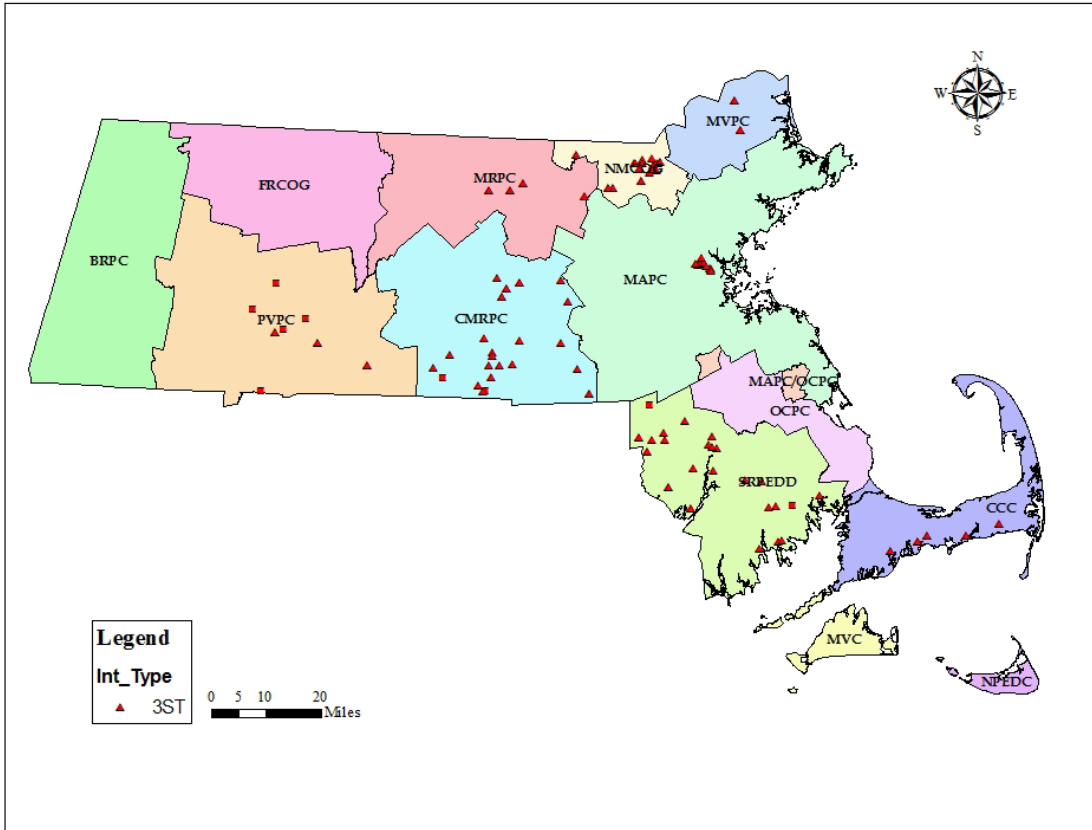 N
W E
S
MVPC
NMCOG
MRPC
FRCOG
BRPC
MAPC
PVPC
CMRPC
MAPC/OCPC
OCPC
SRPEDD
CCC
MVC
NPEDC
Legend
Int_Type
3ST
0 5 10 20
Miles